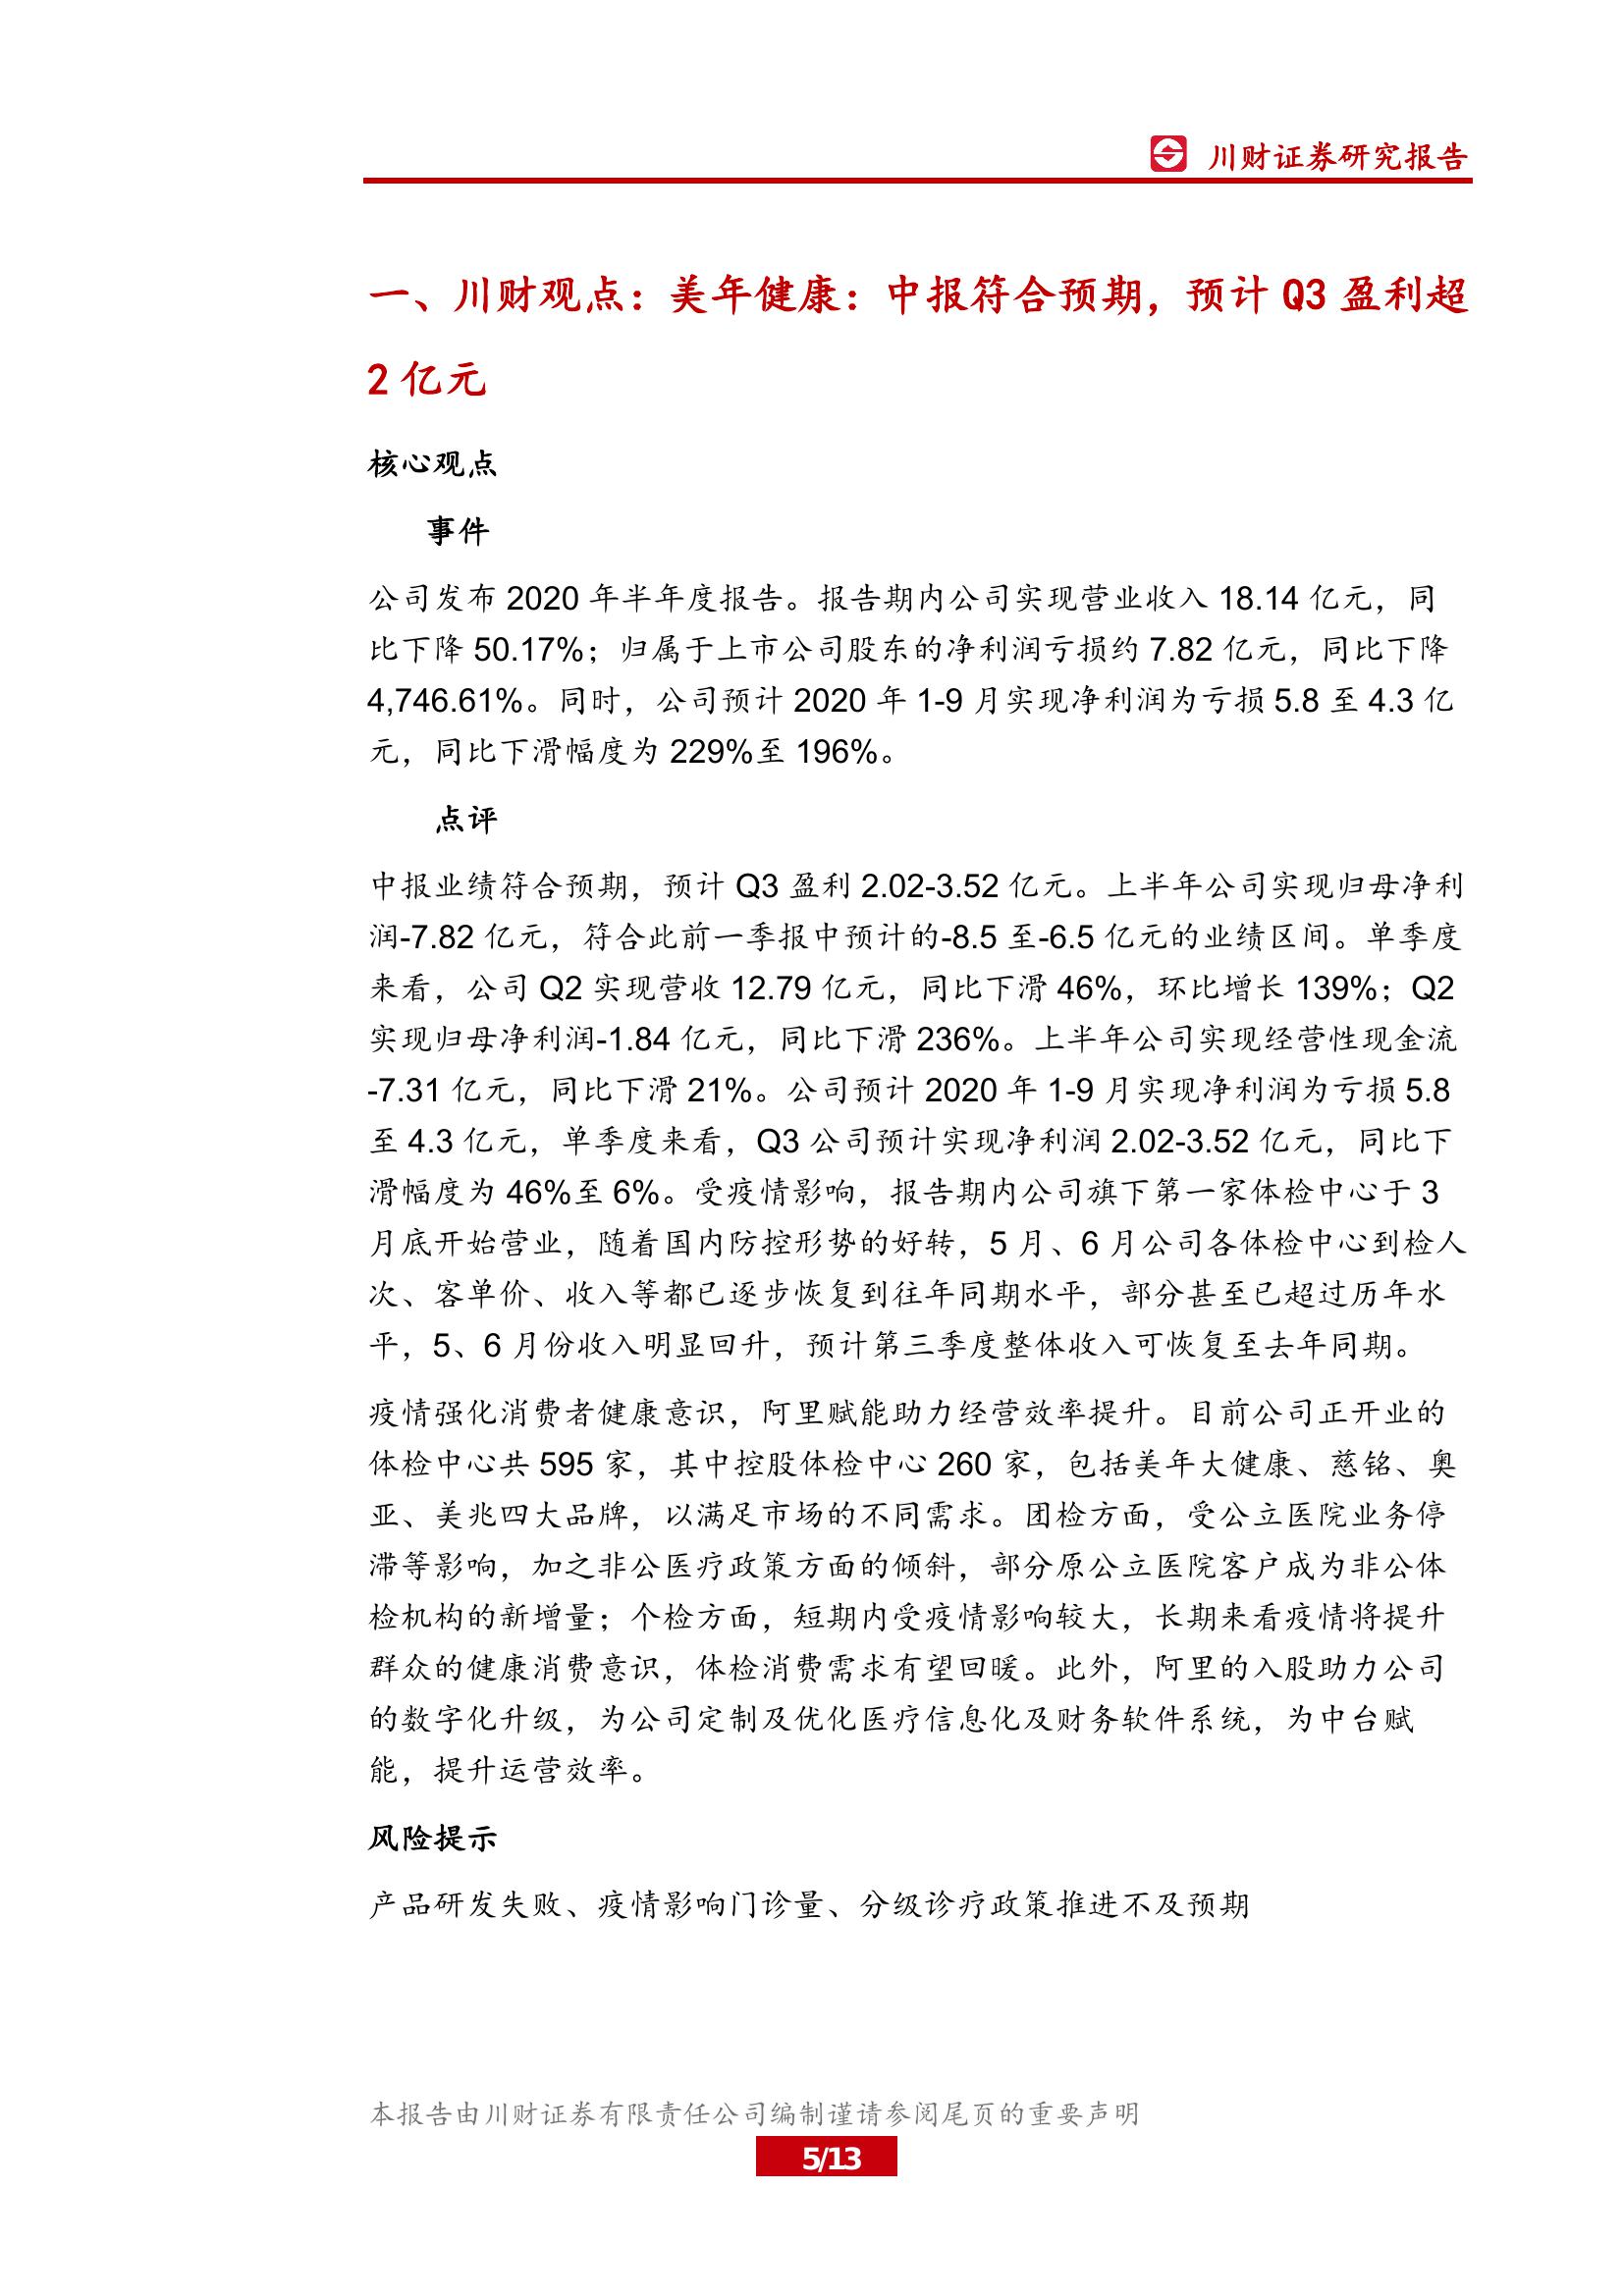 川财证券研究报告
一、川财观点：美年健康：中报符合预期，预计 Q3 盈利超
2 亿元
核心观点
事件
公司发布 2020 年半年度报告。报告期内公司实现营业收入 18.14 亿元，同
比下降 50.17%；归属于上市公司股东的净利润亏损约 7.82 亿元，同比下降
4,746.61%。同时，公司预计 2020 年 1-9 月实现净利润为亏损 5.8 至 4.3 亿
元，同比下滑幅度为 229%至 196%。
点评
中报业绩符合预期，预计 Q3 盈利 2.02-3.52 亿元。上半年公司实现归母净利
润-7.82 亿元，符合此前一季报中预计的-8.5 至-6.5 亿元的业绩区间。单季度
来看，公司 Q2 实现营收 12.79 亿元，同比下滑 46%，环比增长 139%；Q2
实现归母净利润-1.84 亿元，同比下滑 236%。上半年公司实现经营性现金流
-7.31 亿元，同比下滑 21%。公司预计 2020 年 1-9 月实现净利润为亏损 5.8
至 4.3 亿元，单季度来看，Q3 公司预计实现净利润 2.02-3.52 亿元，同比下
滑幅度为 46%至 6%。受疫情影响，报告期内公司旗下第一家体检中心于 3
月底开始营业，随着国内防控形势的好转，5 月、6 月公司各体检中心到检人
次、客单价、收入等都已逐步恢复到往年同期水平，部分甚至已超过历年水
平，5、6 月份收入明显回升，预计第三季度整体收入可恢复至去年同期。
疫情强化消费者健康意识，阿里赋能助力经营效率提升。目前公司正开业的
体检中心共 595 家，其中控股体检中心 260 家，包括美年大健康、慈铭、奥
亚、美兆四大品牌，以满足市场的不同需求。团检方面，受公立医院业务停
滞等影响，加之非公医疗政策方面的倾斜，部分原公立医院客户成为非公体
检机构的新增量；个检方面，短期内受疫情影响较大，长期来看疫情将提升
群众的健康消费意识，体检消费需求有望回暖。此外，阿里的入股助力公司
的数字化升级，为公司定制及优化医疗信息化及财务软件系统，为中台赋
能，提升运营效率。
风险提示
产品研发失败、疫情影响门诊量、分级诊疗政策推进不及预期
本报告由川财证券有限责任公司编制谨请参阅尾页的重要声明
5/13